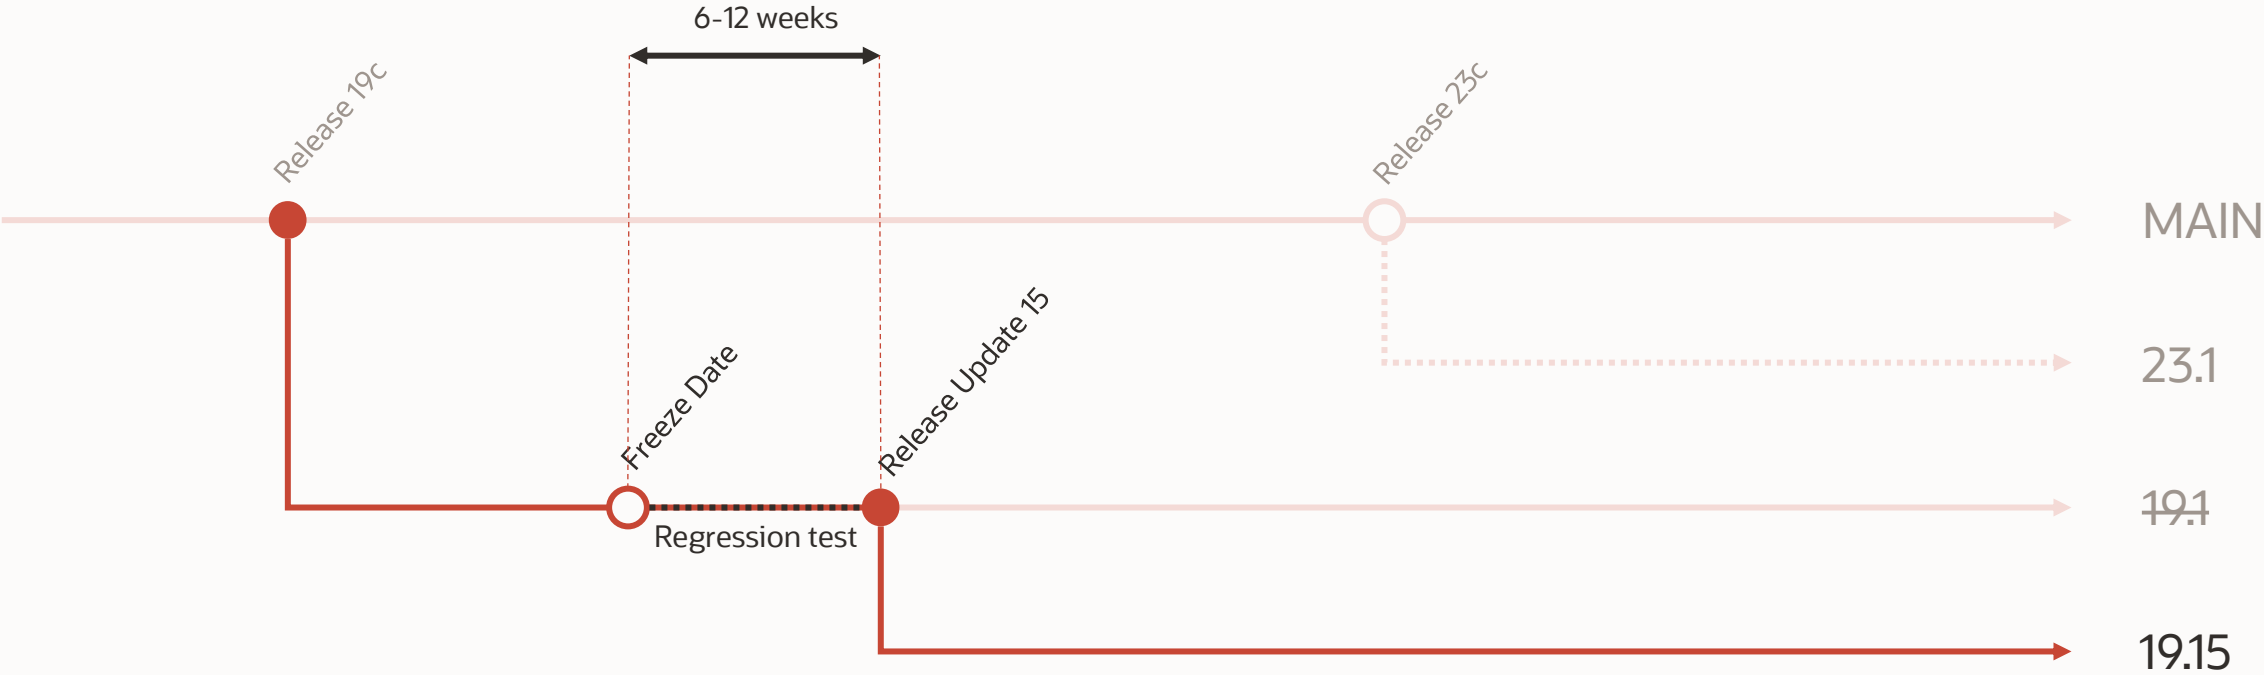 6-12 weeks
Release 19c
Release 23c
MAIN
Release Update 15
Freeze Date
23.1
19.1
Regression test
19.15